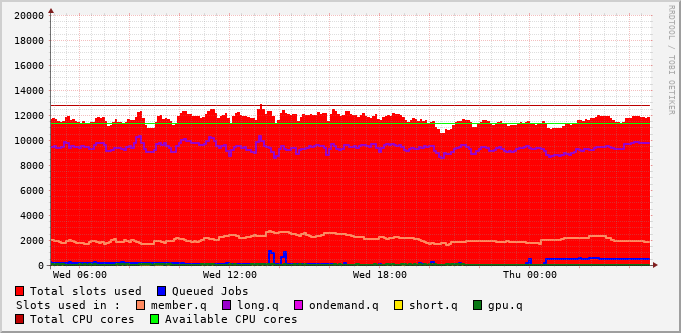 20000
18000
16000
14000
12000
10000
8000
6000
4000
2000
0
Wed 06:00 Wed 12:00 Wed 18:00 Thu 00:00
RRDTOOL / TOBI OETIKER
Total slots used Queued Jobs
Slots used in : member.q long.q ondemand.q short.q gpu.q
Total CPU cores Available CPU cores